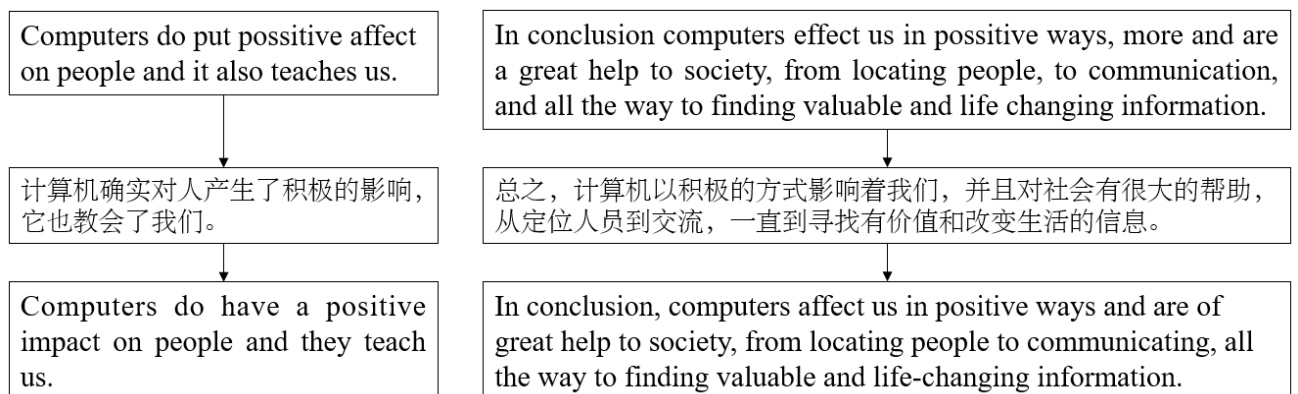 Computers do put possitive affect
on people and it also teaches us.
计算机确实对人产生了积极的影响，
它也教会了我们。
Computers do have a positive
impact on people and they teach
us.
In conclusion computers effect us in possitive ways, more and are
a great help to society, from locating people, to communication,
and all the way to finding valuable and life changing information.
总之，计算机以积极的方式影响着我们，并且对社会有很大的帮助，
从定位人员到交流，一直到寻找有价值和改变生活的信息。
In conclusion, computers affect us in positive ways and are of
great help to society, from locating people to communicating, all
the way to finding valuable and life-changing information.